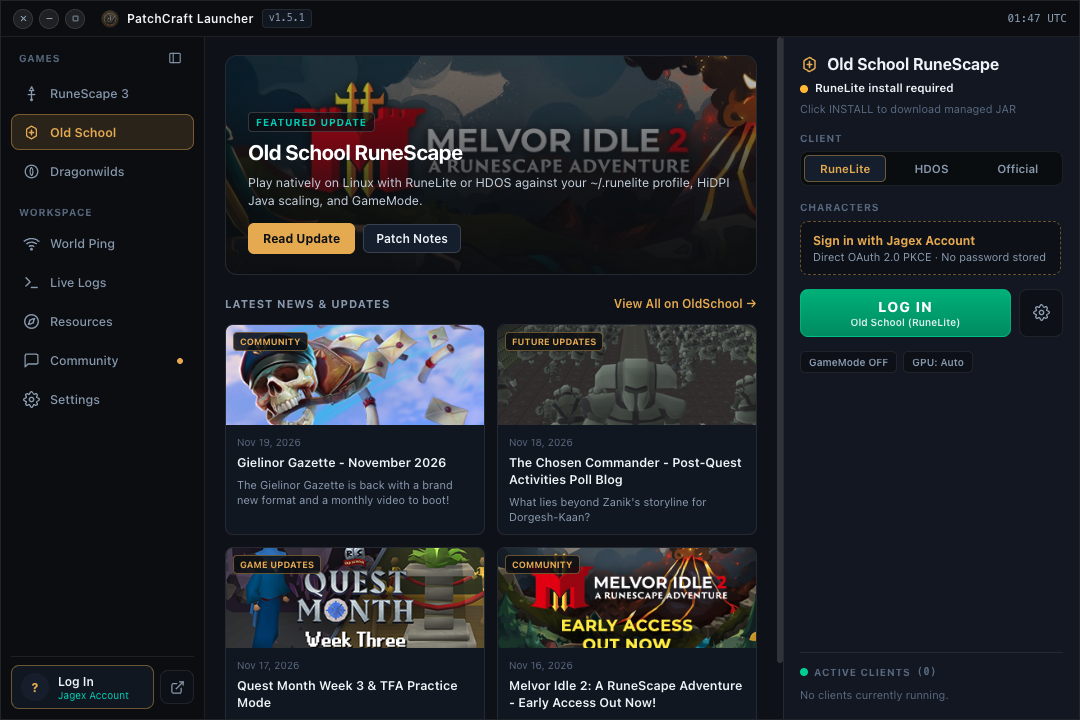 PatchCraft Launcher
v1.5.1
01:47 UTC
GAMES
RuneScape 3
Old School
Dragonwilds
WORKSPACE
World Ping
Live Logs
Resources
Community
Settings
? Log In
Jagex Account
MELVOR IDLE 2
A RUNESCAPE ADVENTURE
FEATURED UPDATE
Old School RuneScape
Play natively on Linux with RuneLite or HDOS against your ~/.runelite profile, HiDPI
Java scaling, and GameMode.
Read Update
Patch Notes
LATEST NEWS & UPDATES
View All on OldSchool →
COMMUNITY
Nov 19, 2026
Gielinor Gazette - November 2026
The Gielinor Gazette is back with a brand
new format and a monthly video to boot!
FUTURE UPDATES
Nov 18, 2026
The Chosen Commander - Post-Quest
Activities Poll Blog
What lies beyond Zanik's storyline for
Dorgesh-Kaan?
GAME UPDATES
QUEST
MONTH
Week Three
Nov 17, 2026
Quest Month Week 3 & TFA Practice
Mode
COMMUNITY
MELVOR IDLE 2
A RUNESCAPE ADVENTURE
EARLY ACCESS
OUT NOW
Nov 16, 2026
Melvor Idle 2: A RuneScape Adventure
- Early Access Out Now!
Old School RuneScape
RuneLite install required
Click INSTALL to download managed JAR
CLIENT
RuneLite
HDOS
Official
CHARACTERS
Sign in with Jagex Account
Direct OAuth 2.0 PKCE · No password stored
LOG IN
Old School (RuneLite)
GameMode OFF
GPU: Auto
ACTIVE CLIENTS (0)
No clients currently running.